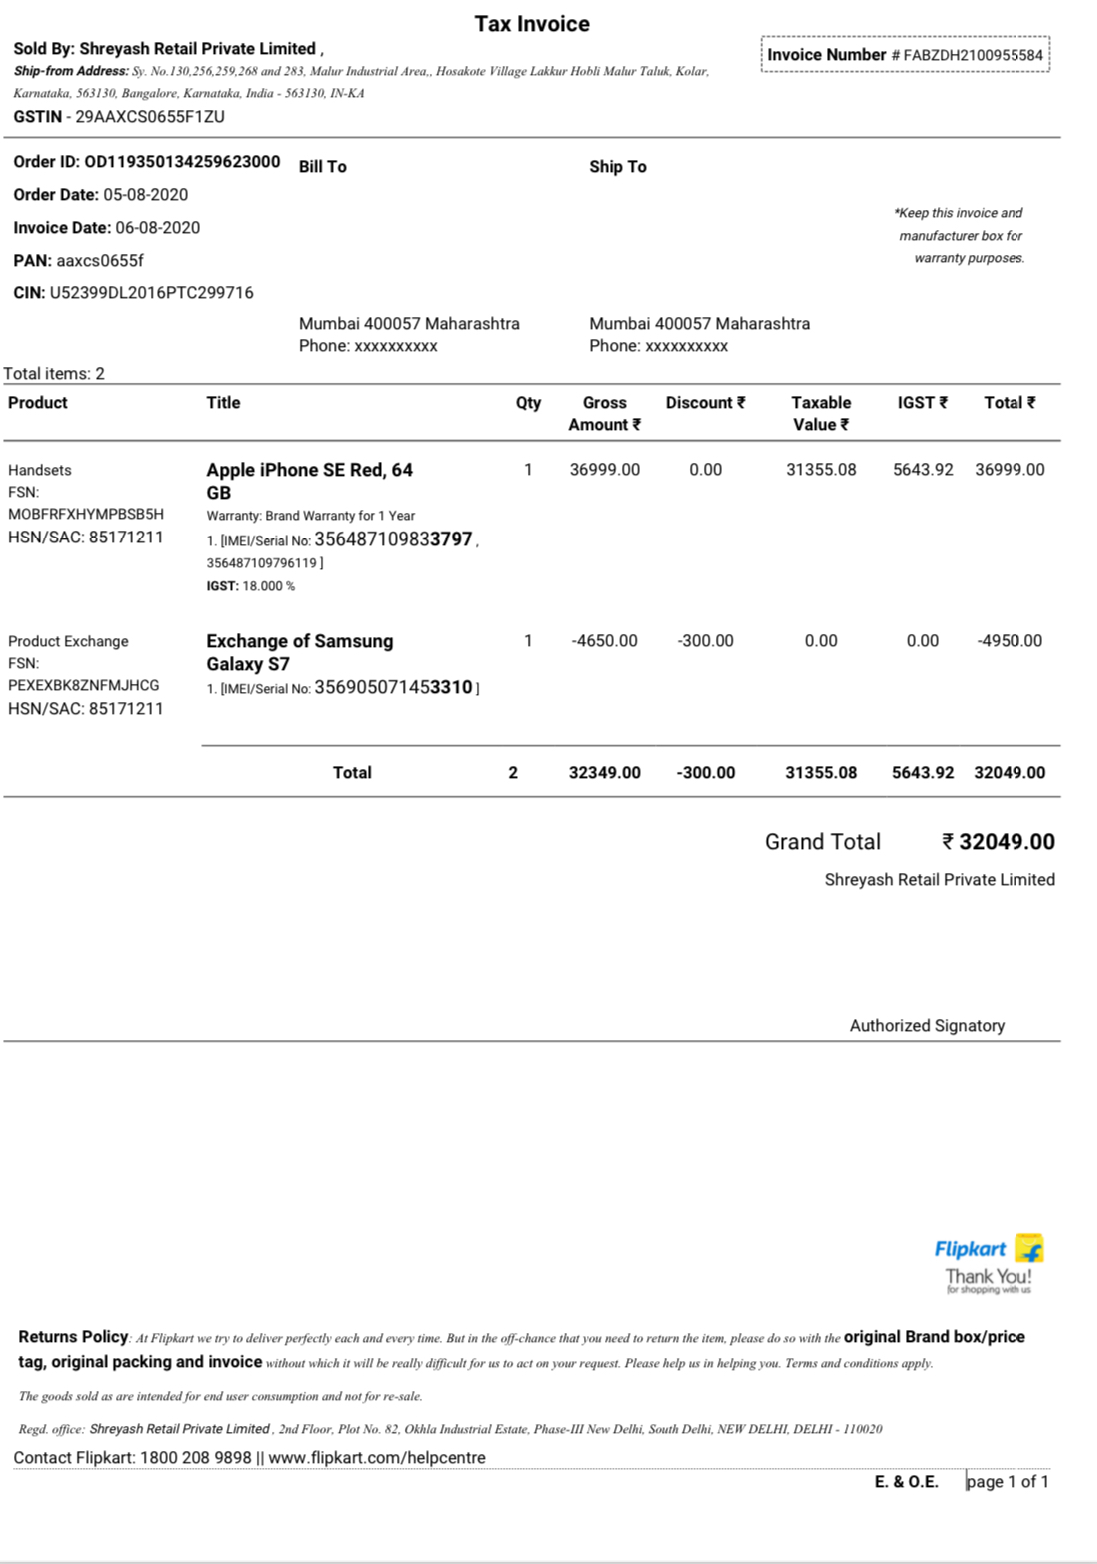 Tax Invoice
Sold By: Shreyash Retail Private Limited ,
Invoice Number # FABZDH2100955584
Ship-from Address: Sy. No.130,256,259,268 and 283, Malur Industrial Area,, Hosakote Village Lakkur Hobli Malur Taluk, Kolar,
Karnataka, 563130, Bangalore, Karnataka, India - 563130, IN-KA
GSTIN - 29AAXCS0655F1ZU
Order ID: OD119350134259623000 Bill To Ship To
Order Date: 05-08-2020
Invoice Date: 06-08-2020
PAN: aaxcs0655f
CIN: U52399DL2016PTC299716
*Keep this invoice and
manufacturer box for
warranty purposes.
Mumbai 400057 Maharashtra
Phone: xxxxxxxxxx
Mumbai 400057 Maharashtra
Phone: xxxxxxxxxx
Total items: 2
Product Title Qty Gross Amount ₹ Discount ₹ Taxable Value ₹ IGST ₹ Total ₹
Handsets
FSN:
MOBFRFXHYMPBSB5H
HSN/SAC: 85171211
Apple iPhone SE Red, 64
GB
Warranty: Brand Warranty for 1 Year
1. [IMEI/Serial No: 356487109833797 ,
356487109796119 ]
IGST: 18.000 %
1 36999.00 0.00 31355.08 5643.92 36999.00
Product Exchange
FSN:
PEXEXBK8ZNFMJHCG
HSN/SAC: 85171211
Exchange of Samsung
Galaxy S7
1. [IMEI/Serial No: 356905071453310 ]
1 -4650.00 -300.00 0.00 0.00 -4950.00
Total 2 32349.00 -300.00 31355.08 5643.92 32049.00
Grand Total ₹ 32049.00
Shreyash Retail Private Limited
Authorized Signatory
Flipkart
Thank You!
for shopping with us
Returns Policy: At Flipkart we try to deliver perfectly each and every time. But in the off-chance that you need to return the item, please do so with the original Brand box/price
tag, original packing and invoice without which it will be really difficult for us to act on your request. Please help us in helping you. Terms and conditions apply.
The goods sold as are intended for end user consumption and not for re-sale.
Regd. office: Shreyash Retail Private Limited , 2nd Floor, Plot No. 82, Okhla Industrial Estate, Phase-III New Delhi, South Delhi, NEW DELHI, DELHI - 110020
Contact Flipkart: 1800 208 9898 || www.flipkart.com/helpcentre
E. & O.E. page 1 of 1